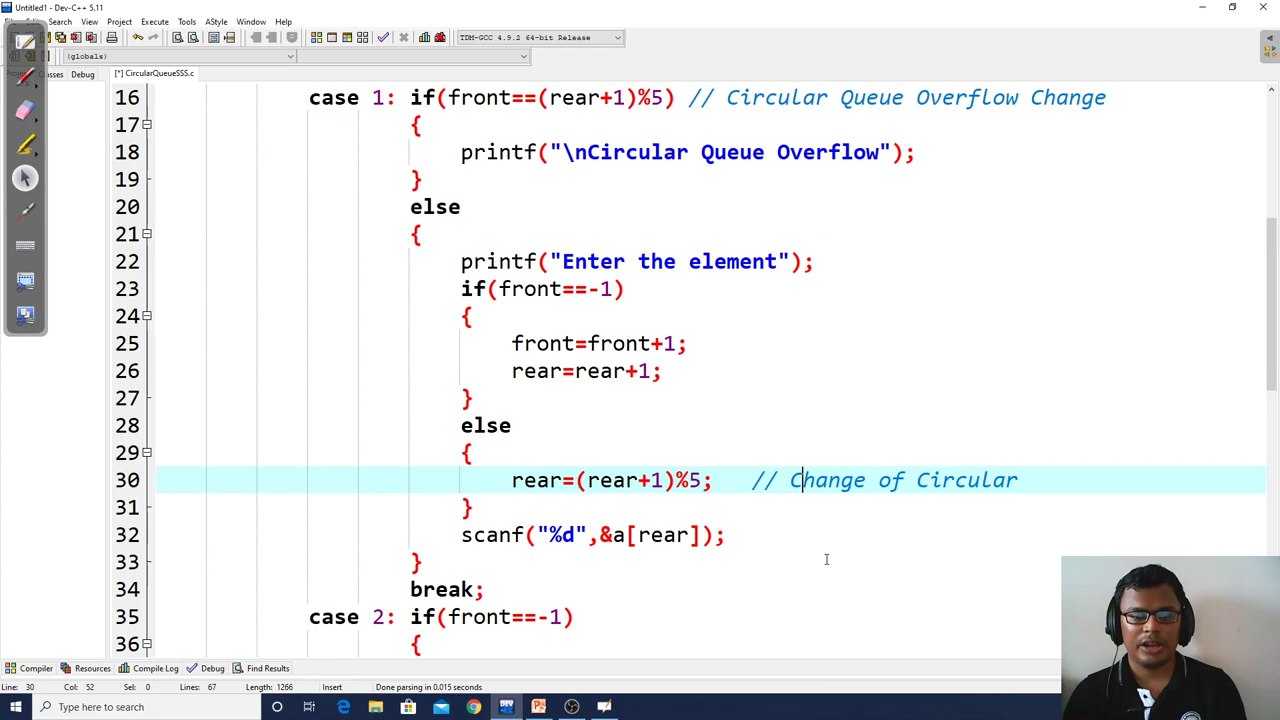 Untitled1 - Dev-C++ 5.11
Search View Project Execute Tools AStyle Window Help
TDM-GCC 4.9.2 64-bit Release
(globals)
Debug [*] CircularQueueSSS.c
16 case 1: if(front==(rear+1)%5) // Circular Queue Overflow Change
17 {
18 printf("\nCircular Queue Overflow");
19 }
20 else
21 {
22 printf("Enter the element");
23 if(front==-1)
24 {
25 front=front+1;
26 rear=rear+1;
27 }
28 else
29 {
30 rear=(rear+1)%5; // Change of Circular
31 }
32 scanf("%d",&a[rear]);
33 }
34 break;
35 case 2: if(front==-1)
36 {
Compiler Resources Compile Log Debug Find Results
Line: 30 Col: 52 Sel: 0 Lines: 67 Length: 1266 Insert Done parsing in 0.015 seconds
Type here to search